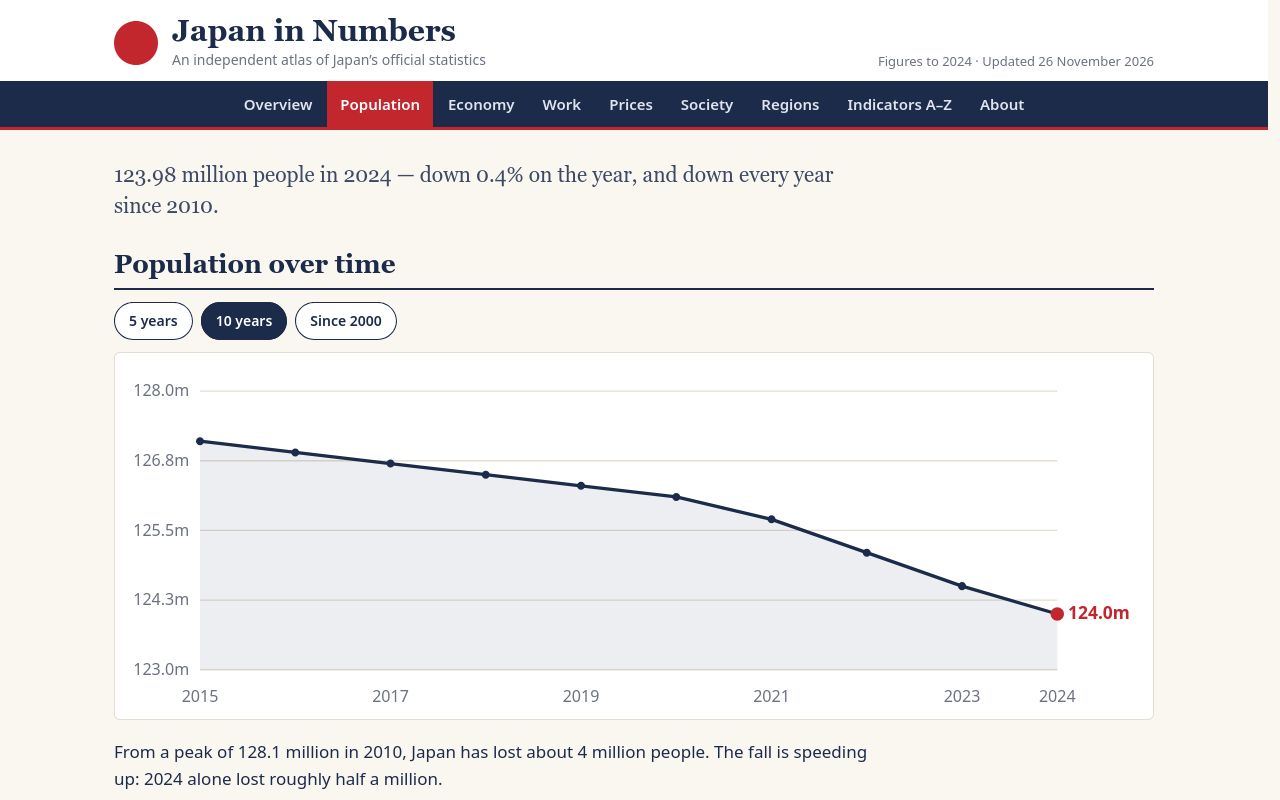 Japan in Numbers
An independent atlas of Japan’s official statistics
Figures to 2024 · Updated 26 November 2026
Overview Population Economy Work Prices Society Regions Indicators A–Z About
123.98 million people in 2024 — down 0.4% on the year, and down every year
since 2010.
Population over time
5 years 10 years Since 2000
128.0m
126.8m
125.5m
124.3m
124.0m
123.0m
2015 2017 2019 2021 2023 2024
From a peak of 128.1 million in 2010, Japan has lost about 4 million people. The fall is speeding
up: 2024 alone lost roughly half a million.